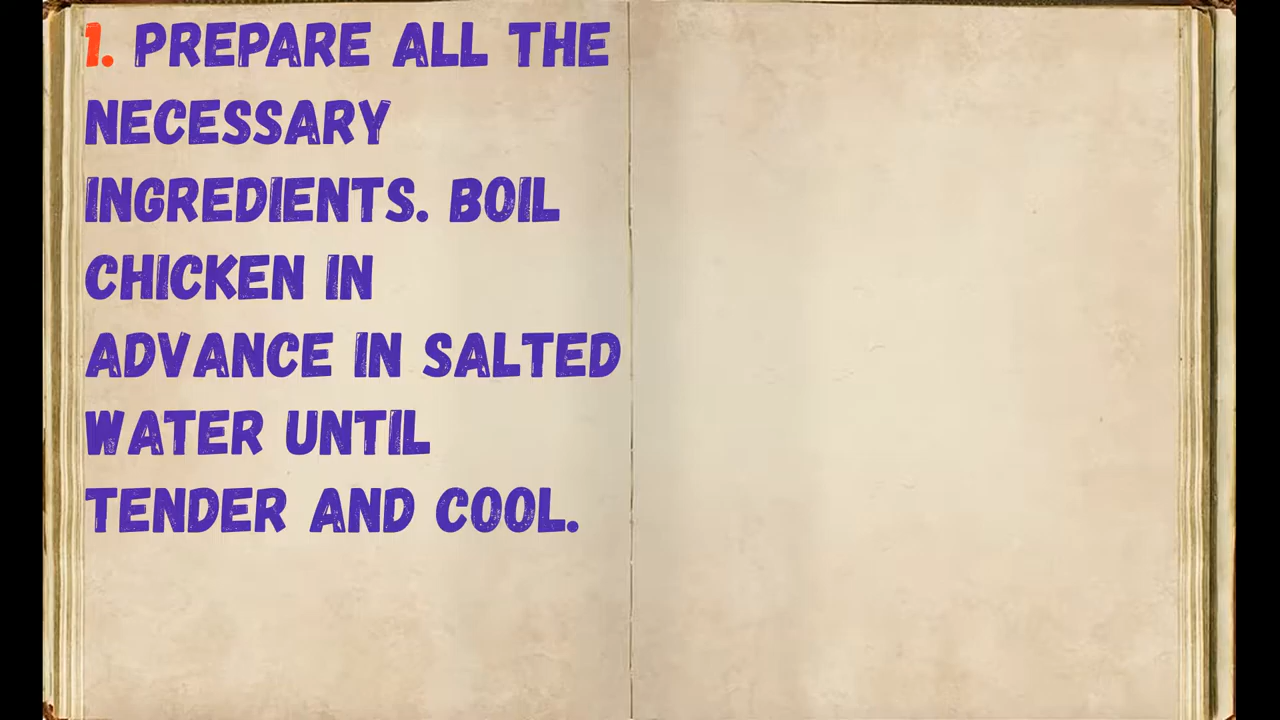 1. PREPARE ALL THE
NECESSARY
INGREDIENTS. BOIL
CHICKEN IN
ADVANCE IN SALTED
WATER UNTIL
TENDER AND COOL.